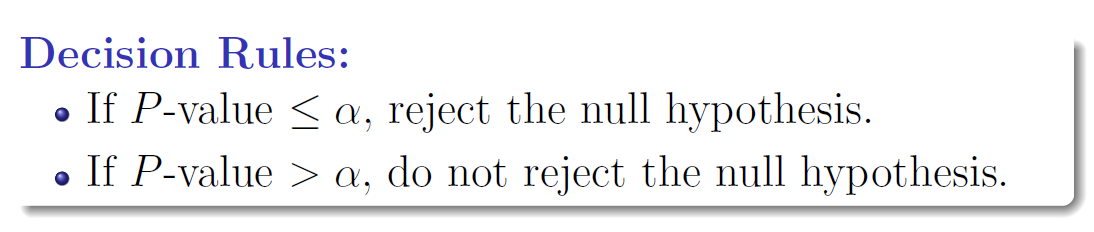 Decision Rules:
If P-value ≤ α, reject the null hypothesis.
If P-value > α, do not reject the null hypothesis.